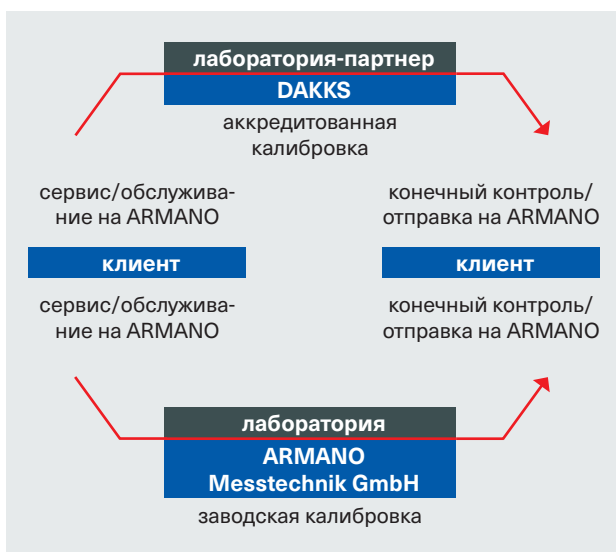 лаборатория-партнер
DAKKS
аккредитованная
калибровка
сервис/обслужива-
ние на ARMANO
клиент
сервис/обслужива-
ние на ARMANO
конечный контроль/
отправка на ARMANO
клиент
конечный контроль/
отправка на ARMANO
лаборатория
ARMANO
Messtechnik GmbH
заводская калибровка